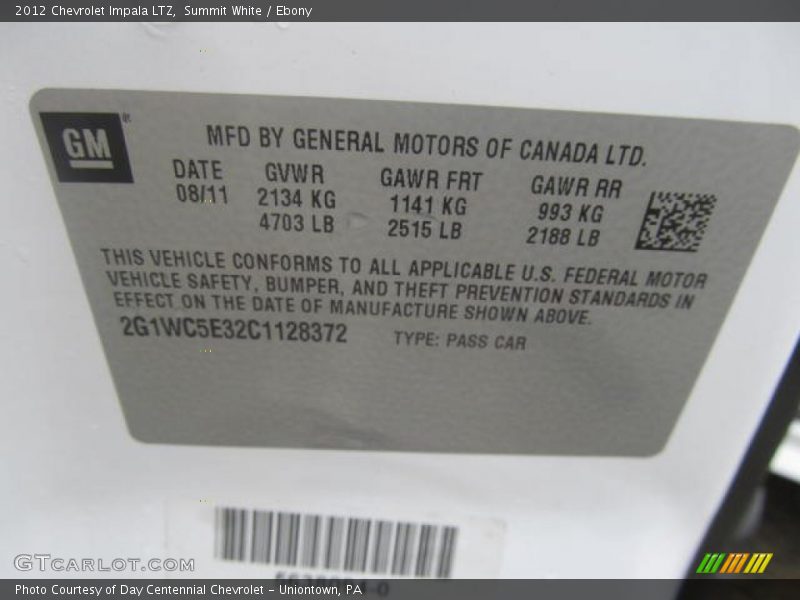 2012 Chevrolet Impala LTZ, Summit White / Ebony
GM®
MFD BY GENERAL MOTORS OF CANADA LTD.
DATE GVWR GAWR FRT GAWR RR
08/11 2134 KG 1141 KG 993 KG
4703 LB 2515 LB 2188 LB
THIS VEHICLE CONFORMS TO ALL APPLICABLE U.S. FEDERAL MOTOR
VEHICLE SAFETY, BUMPER, AND THEFT PREVENTION STANDARDS IN
EFFECT ON THE DATE OF MANUFACTURE SHOWN ABOVE.
2G1WC5E32C1128372 TYPE: PASS CAR
GTCARLOT.COM
Photo Courtesy of Day Centennial Chevrolet - Uniontown, PA